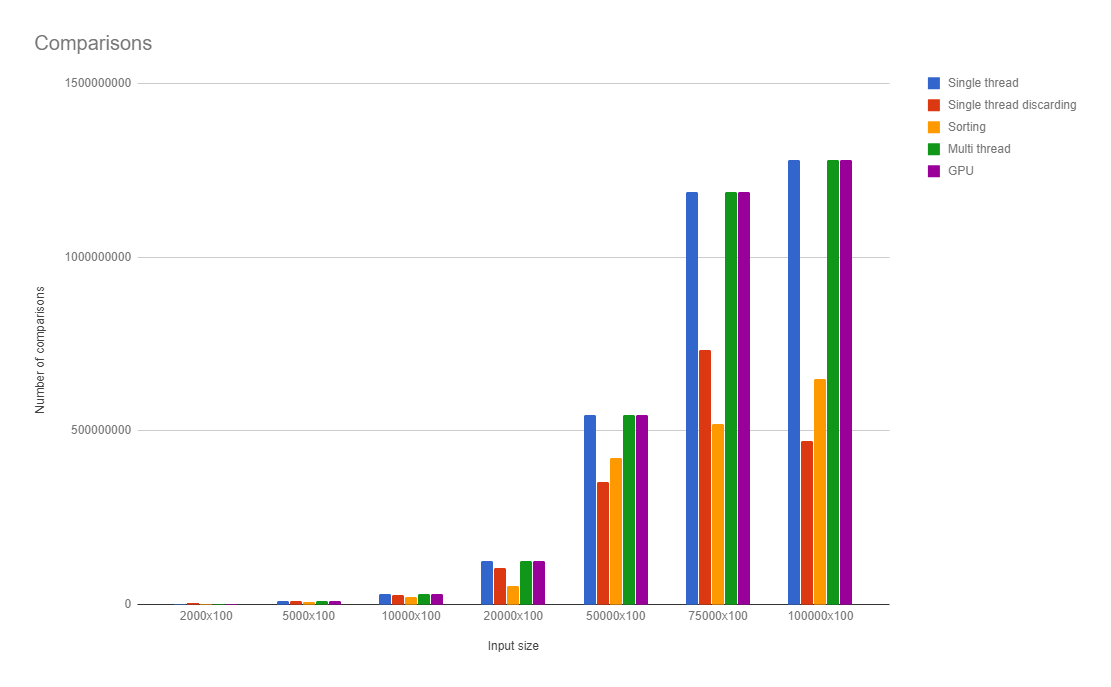 Comparisons
1500000000
1000000000
500000000
0
Number of comparisons
2000x100
5000x100
10000x100
20000x100
50000x100
75000x100
100000x100
Input size
Single thread
Single thread discarding
Sorting
Multi thread
GPU